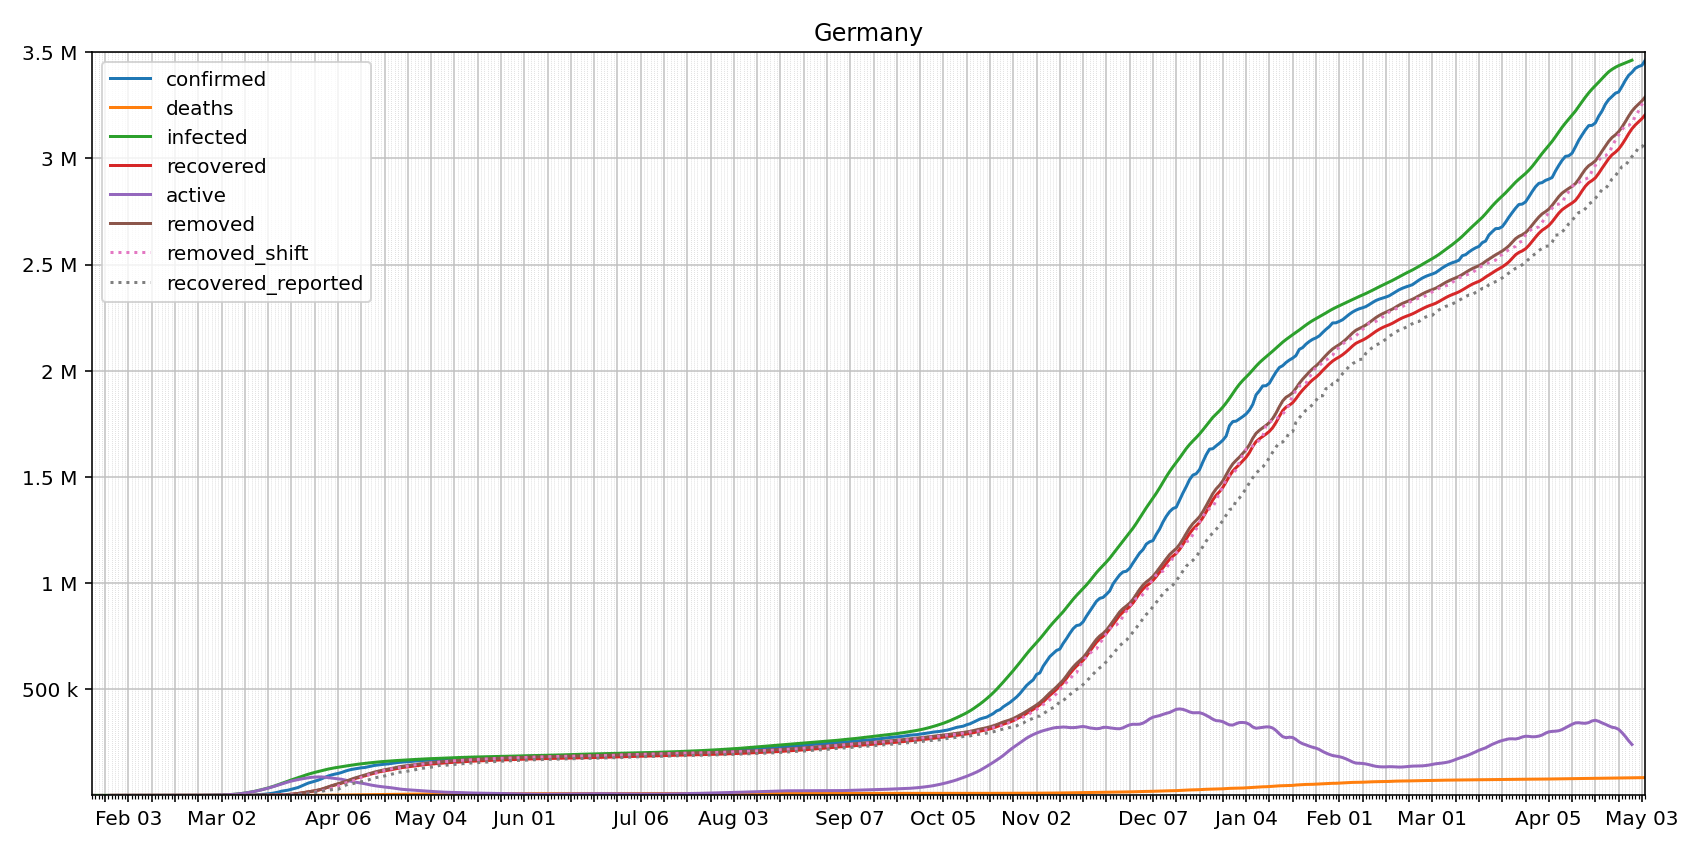 Germany
3.5 M
3 M
2.5 M
2 M
1.5 M
1 M
500 k
confirmed
deaths
infected
recovered
active
removed
removed_shift
recovered_reported
Feb 03 Mar 02 Apr 06 May 04 Jun 01 Jul 06 Aug 03 Sep 07 Oct 05 Nov 02 Dec 07 Jan 04 Feb 01 Mar 01 Apr 05 May 03